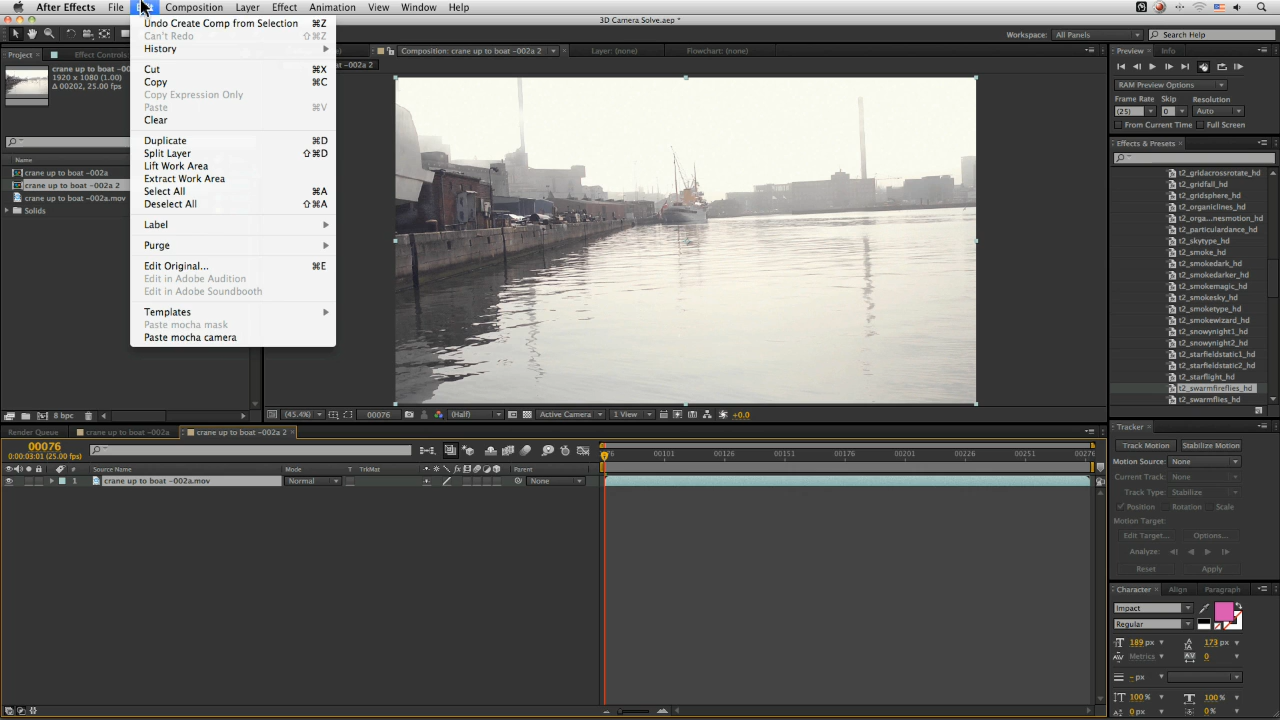 After Effects File Composition Layer Effect Animation View Window Help
3D Camera Solve.aep *
Workspace: All Panels Search Help
Project Effect Controls
Composition: crane up to boat -002a 2
Layer: (none)
Flowchart: (none)
Preview Info
crane up to boat -002a
1920 x 1080 (1.00)
Δ 00202, 25.00 fps
Undo Create Comp from Selection ⌘Z
Can't Redo ⇧⌘Z
History
Cut ⌘X
Copy ⌘C
Copy Expression Only
Paste ⌘V
Clear
Duplicate ⌘D
Split Layer ⇧⌘D
Lift Work Area
Extract Work Area
Select All ⌘A
Deselect All ⇧⌘A
Label
Purge
Edit Original... ⌘E
Edit in Adobe Audition
Edit in Adobe Soundbooth
Templates
Paste mocha mask
Paste mocha camera
Name
crane up to boat -002a
crane up to boat -002a 2
crane up to boat -002a.mov
Solids
8 bpc
(45.4%) 00076 (Half) Active Camera 1 View +0.0
RAM Preview Options
Frame Rate Skip Resolution
(25) 0 Auto
From Current Time Full Screen
Effects & Presets
t2_gridacrossrotate_hd
t2_gridfall_hd
t2_gridsphere_hd
t2_organiclines_hd
t2_orga...nesmotion_hd
t2_particulardance_hd
t2_skytype_hd
t2_smoke_hd
t2_smokedark_hd
t2_smokedarker_hd
t2_smokemagic_hd
t2_smokesky_hd
t2_smoketype_hd
t2_smokewizard_hd
t2_snowynight1_hd
t2_snowynight2_hd
t2_starfieldstatic1_hd
t2_starfieldstatic2_hd
t2_starflight_hd
t2_swarmfireflies_hd
t2_swarmflies_hd
Tracker
Track Motion Stabilize Motion
Motion Source: None
Current Track: None
Track Type: Stabilize
Position Rotation Scale
Motion Target:
Edit Target... Options...
Analyze:
Reset Apply
Character Align Paragraph
Impact
Regular
189 px 173 px
Metrics 0
- px
100% 100%
0 px 0%
Render Queue crane up to boat -002a crane up to boat -002a 2
00076
0:00:03:01 (25.00 fps)
00101 00126 00151 00176 00201 00226 00251 00276
# Source Name Mode T TrkMat Parent
1 crane up to boat -002a.mov Normal None